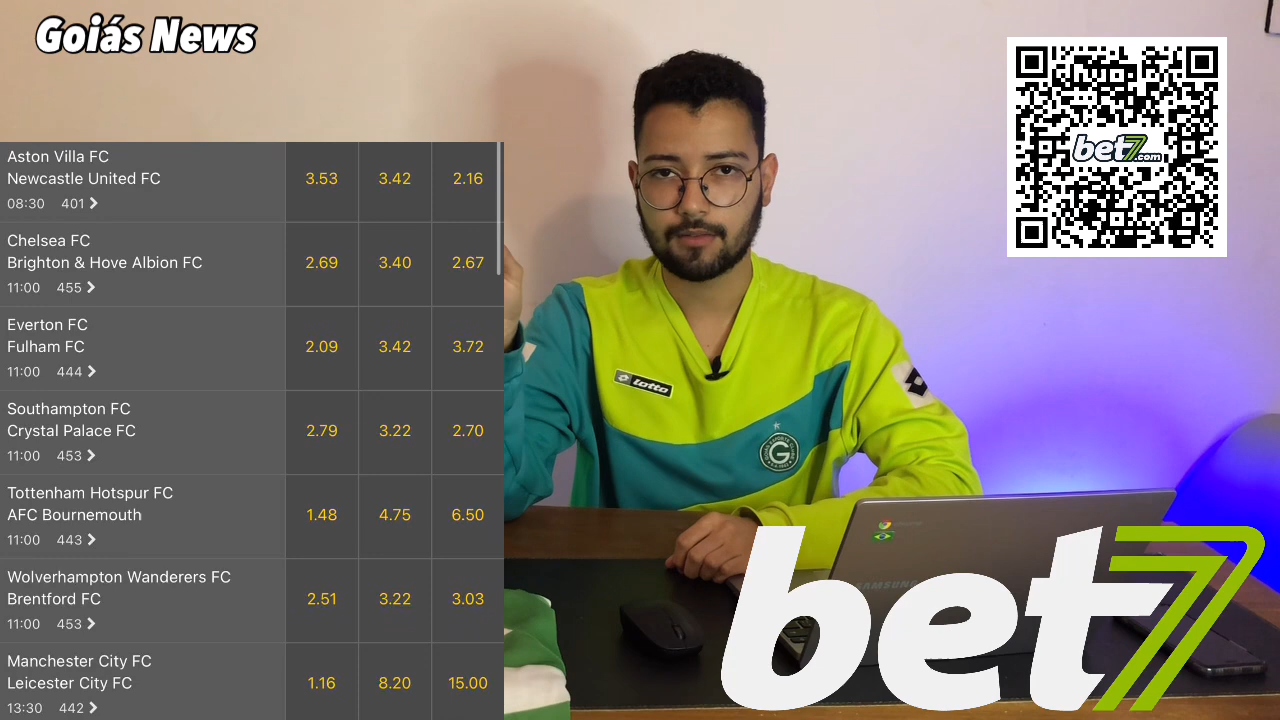 Goiás News
Aston Villa FC
Newcastle United FC
3.53 3.42 2.16
08:30 401
Chelsea FC
Brighton & Hove Albion FC
2.69 3.40 2.67
11:00 455
Everton FC
Fulham FC
2.09 3.42 3.72
11:00 444
Southampton FC
Crystal Palace FC
2.79 3.22 2.70
11:00 453
Tottenham Hotspur FC
AFC Bournemouth
1.48 4.75 6.50
11:00 443
Wolverhampton Wanderers FC
Brentford FC
2.51 3.22 3.03
11:00 453
Manchester City FC
Leicester City FC
1.16 8.20 15.00
13:30 442
bet7.com
lotto
G
SAMSUNG
bet7